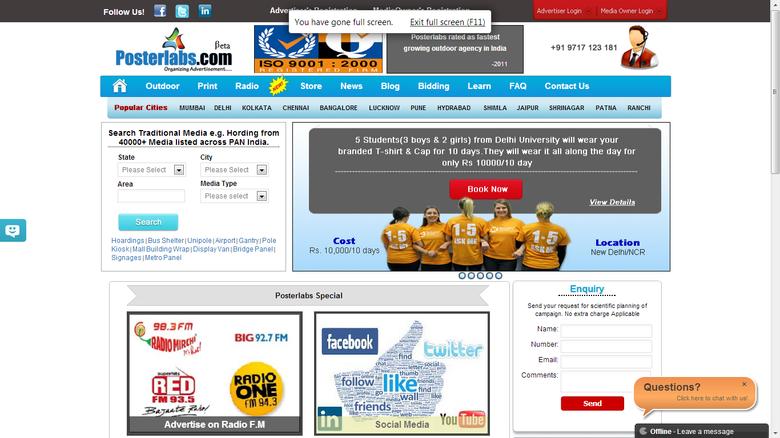 Follow Us!
You have gone full screen. Exit full screen (F11)
Advertiser Login
Media Owner Login
Posterlabs.com
βeta
Organizing Advertisement.....
ISO 9001 : 2000
REGISTERED FIRM
Posterlabs rated as fastest
growing outdoor agency in India
-2011
+91 9717 123 181
Outdoor Print Radio Store News Blog Bidding Learn FAQ Contact Us
Popular Cities MUMBAI DELHI KOLKATA CHENNAI BANGALORE LUCKNOW PUNE HYDRABAD SHIMLA JAIPUR SHRINAGAR PATNA RANCHI
Search Traditional Media e.g. Hording from
40000+ Media listed across PAN India.
State City
Please Select Please Select
Area Media Type
Please select
Search
Hoardings | Bus Shelter | Unipole | Airport | Gantry | Pole
Kiosk | Mall Building Wrap | Display Van | Bridge Panel |
Signages | Metro Panel
5 Students(3 boys & 2 girls) from Delhi University will wear your
branded T-shirt & Cap for 10 days.They will wear it all along the day for
only Rs 10000/10 day
Book Now
View Details
1-5
ASK ME
Cost
Rs. 10,000/10 days
Location
New Delhi/NCR
Posterlabs Special
98.3 FM
RADIO MIRCHI
BIG 92.7 FM
RED
FM 93.5
Bajaate Raho!
RADIO
ONE
FM 94.3
Advertise on Radio F.M
facebook
twitter
find
social
follow like wall
words
friends
in
YouTube
Social Media
Enquiry
Send your request for scientific planning of
campaign. No extra charge Applicable
Name:
Number:
Email:
Comments:
Send
Questions?
Click here to chat with us!
Offline - Leave a message